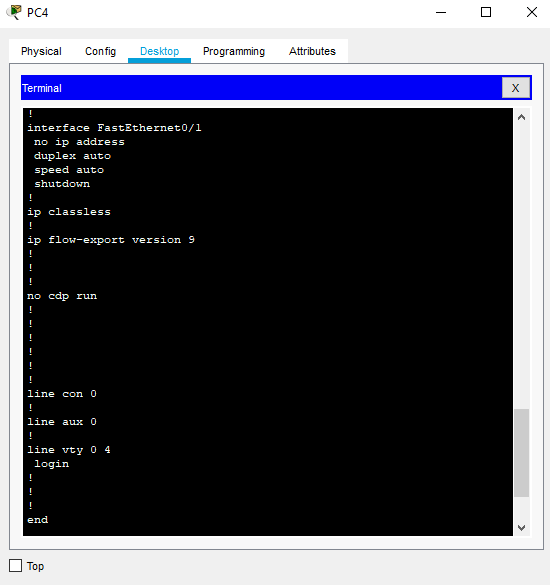 PC4
Physical Config Desktop Programming Attributes
Terminal X
!
interface FastEthernet0/1
 no ip address
 duplex auto
 speed auto
 shutdown
!
ip classless
!
ip flow-export version 9
!
!
!
no cdp run
!
!
!
!
!
!
line con 0
!
line aux 0
!
line vty 0 4
 login
!
!
!
end
Top